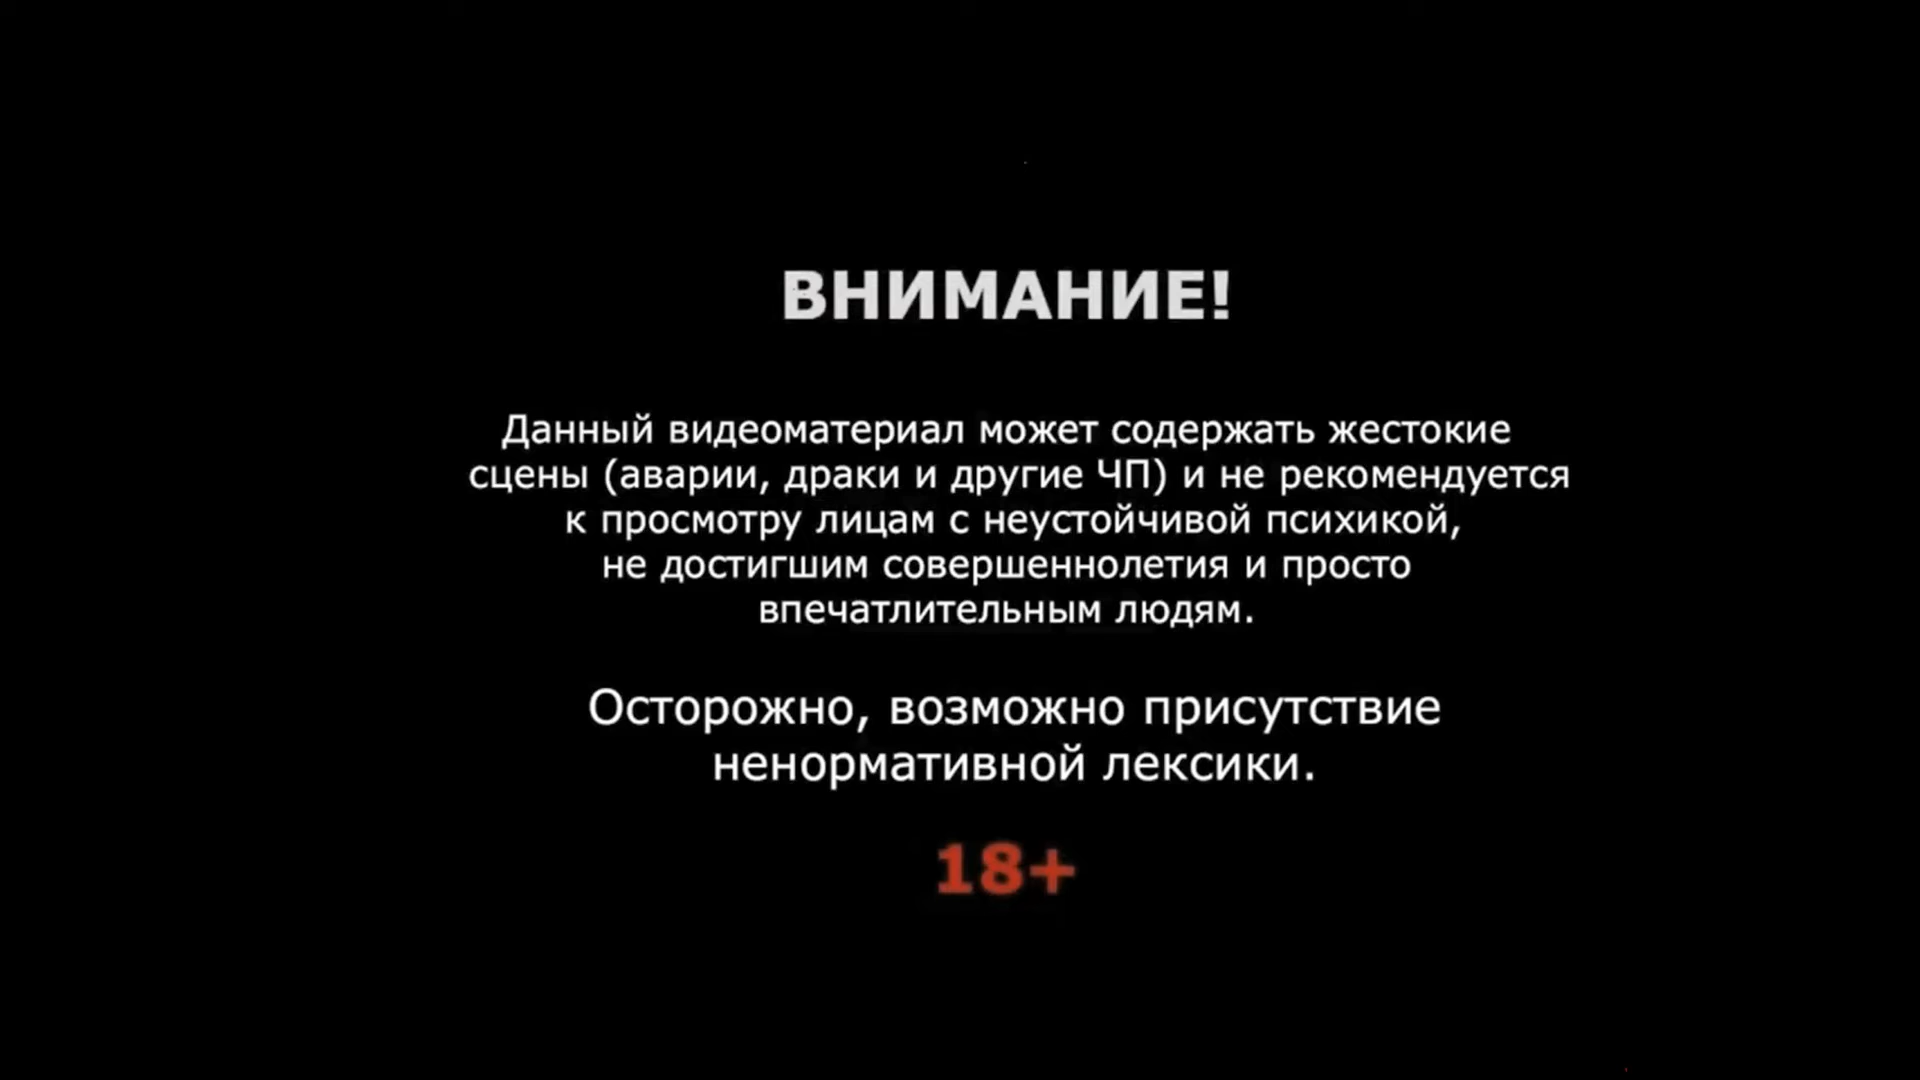 ВНИМАНИЕ!
Данный видеоматериал может содержать жестокие
сцены (аварии, драки и другие ЧП) и не рекомендуется
к просмотру лицам с неустойчивой психикой,
не достигшим совершеннолетия и просто
впечатлительным людям.
Осторожно, возможно присутствие
ненормативной лексики.
18+